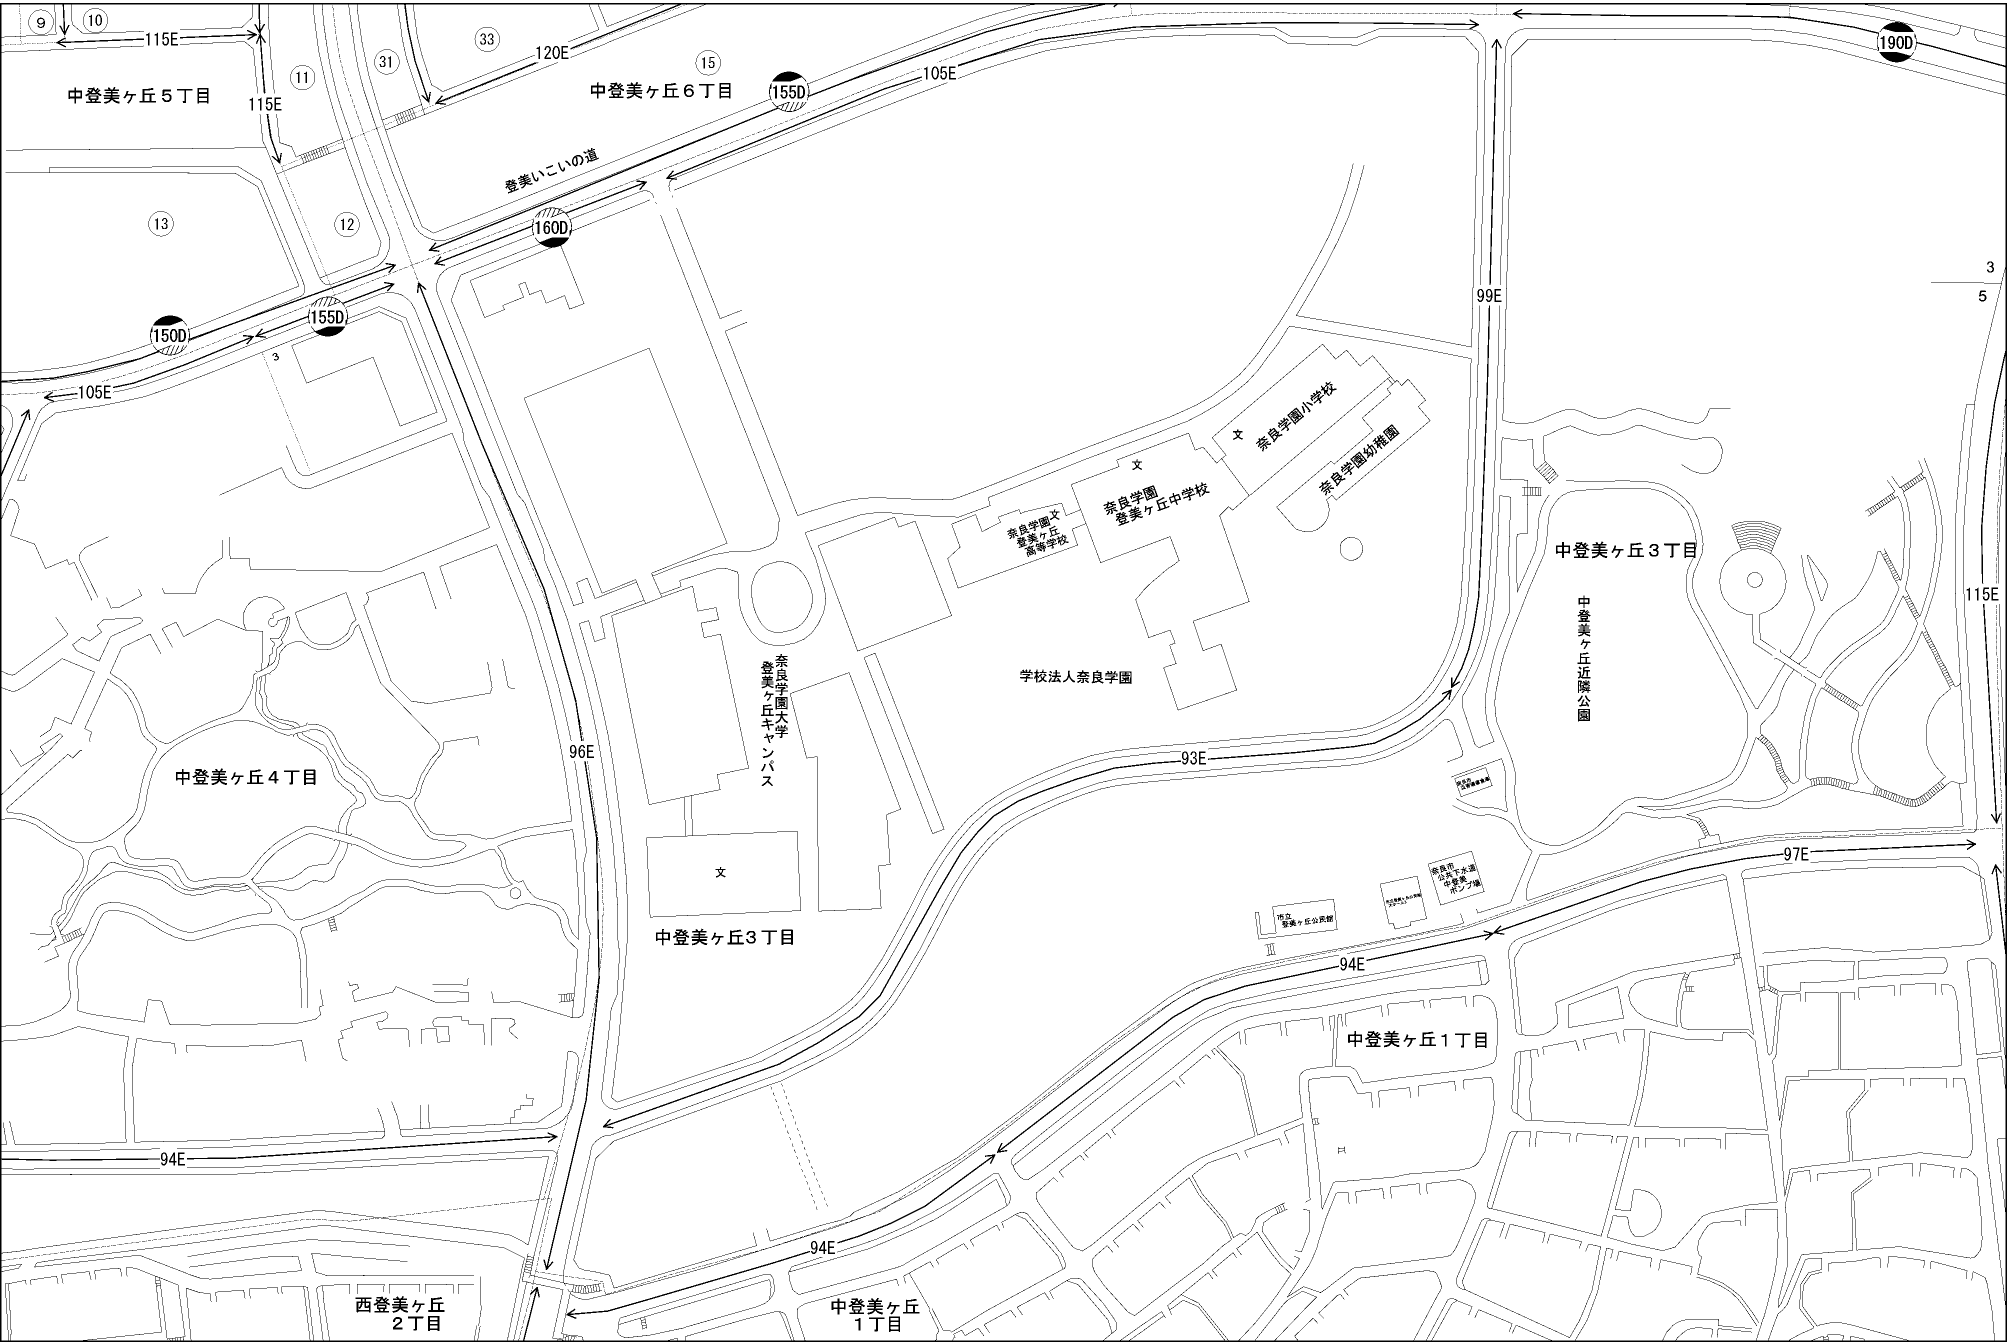 9
10
115E
33
120E
中登美ヶ丘６丁目
15
155D
105E
190D
11
31
中登美ヶ丘５丁目
115E
登美いこいの道
13
12
160D
3
5
99E
150D
155D
3
105E
奈良学園小学校
文
奈良学園幼稚園
文
奈良学園
登美ヶ丘中学校
文
奈良学園
登美ヶ丘
高等学校
中登美ヶ丘３丁目
中登美ヶ丘近隣公園
115E
学校法人奈良学園
奈良学園大学
登美ヶ丘キャンパス
96E
93E
中登美ヶ丘４丁目
97E
奈良市
公共下水道
中登美
ポンプ場
文
市立
登美ヶ丘公民館
中登美ヶ丘３丁目
94E
中登美ヶ丘１丁目
94E
94E
西登美ヶ丘
２丁目
中登美ヶ丘
１丁目